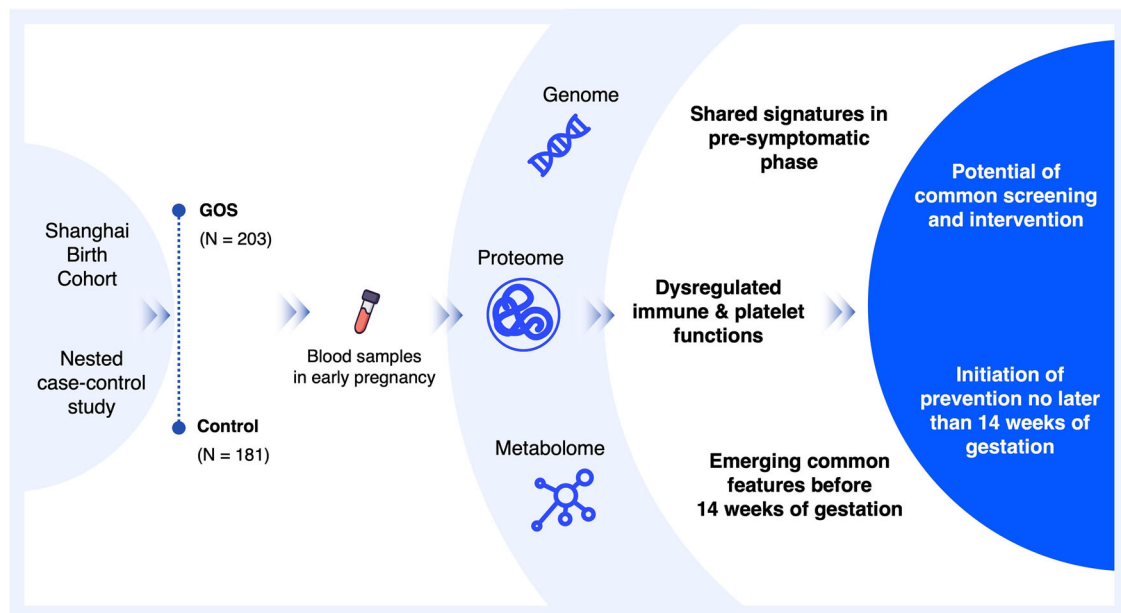 Shanghai
Birth
Cohort
Nested
case-control
study
GOS
(N = 203)
Control
(N = 181)
Blood samples
in early pregnancy
Genome
Proteome
Metabolome
Shared signatures in
pre-symptomatic
phase
Dysregulated
immune & platelet
functions
Emerging common
features before
14 weeks of gestation
Potential of
common screening
and intervention
Initiation of
prevention no later
than 14 weeks of
gestation